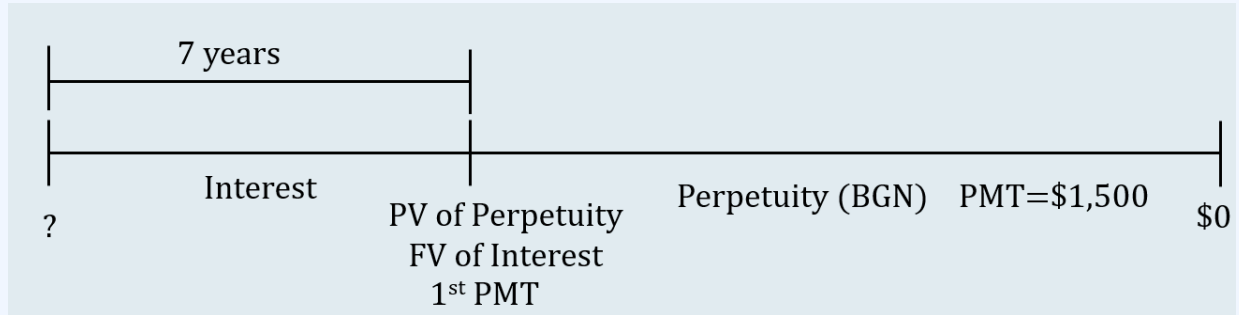 7 years
Interest
?
PV of Perpetuity
FV of Interest
1st PMT
Perpetuity (BGN) PMT=$1,500
$0